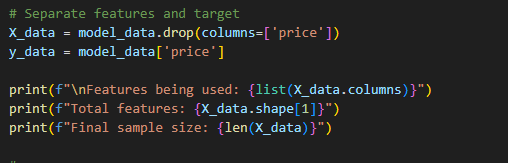 # Separate features and target
X_data = model_data.drop(columns=['price'])
y_data = model_data['price']
print(f"\nFeatures being used: {list(X_data.columns)}")
print(f"Total features: {X_data.shape[1]}")
print(f"Final sample size: {len(X_data)}")